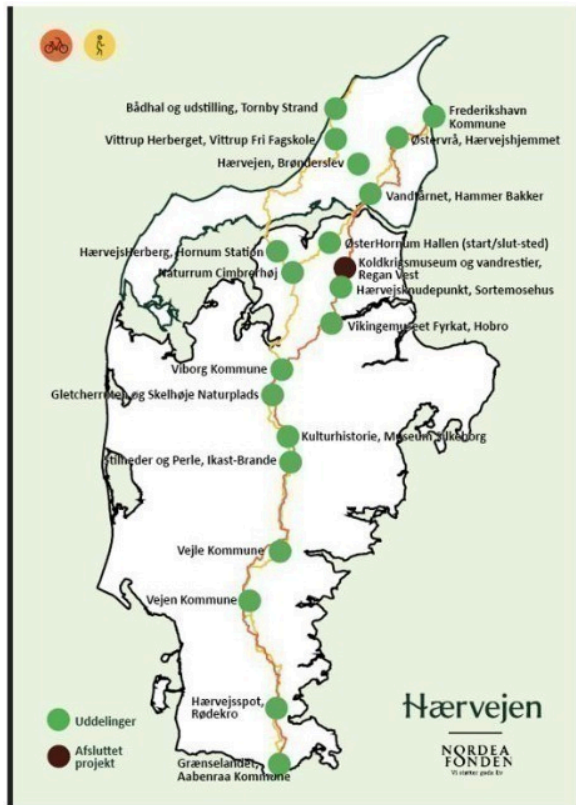 Bådhal og udstilling, Tornby Strand
Frederikshavn
Kommune
Vittrup Herberget, Vittrup Fri Fagskole
Østervrå, Hærvejshjemmet
Hærvejen, Brønderslev
Vandtårnet, Hammer Bakker
ØsterHornum Hallen (start/slut-sted)
HærvejsHerberg, Hornum Station
Koldkrigsmuseum og vandrestier,
Regan Vest
Naturrum Cimbrerhøj
Hærvejsknudepunkt, Sortemosehus
Vikingemuseet Fyrkat, Hobro
Viborg Kommune
Gletcherruten og Skelhøje Naturplads
Kulturhistorie, Museum Silkeborg
Stilheder og Perle, Ikast-Brande
Vejle Kommune
Vejen Kommune
Hærvejsspot,
Rødekro
Grænselandet,
Aabenraa Kommune
Uddelinger
Afsluttet
projekt
Hærvejen
NORDEA
FONDEN
Vi støtter gode liv